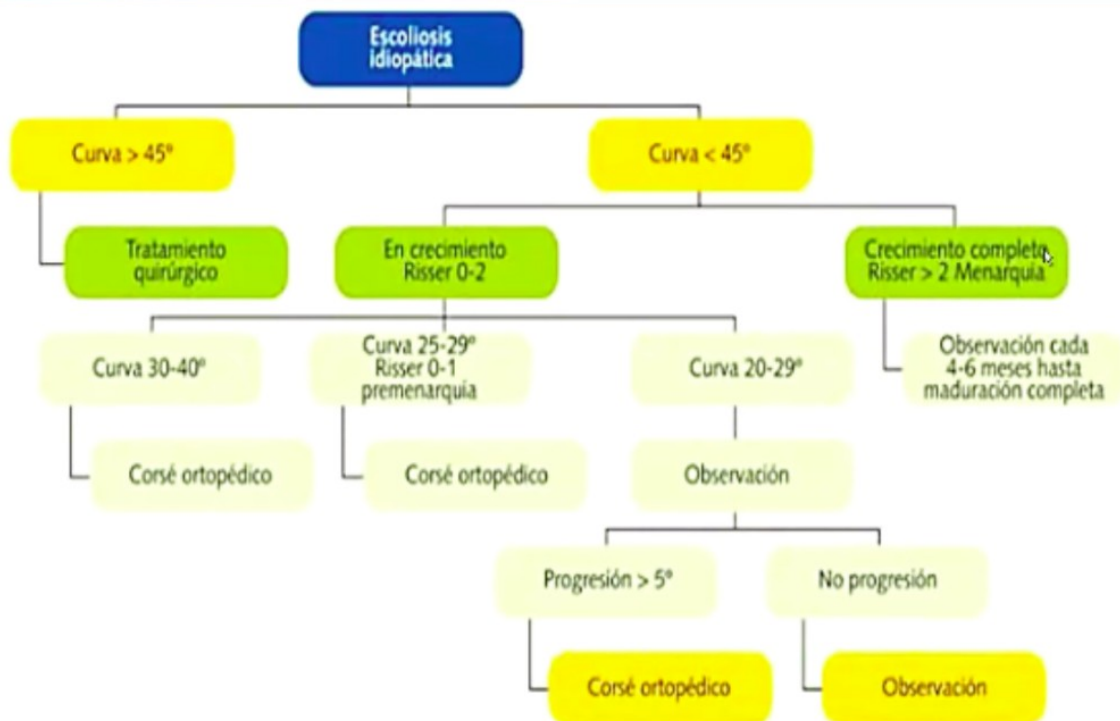 Escoliosis
idiopática
Curva > 45º
Curva < 45º
Tratamiento
quirúrgico
En crecimiento
Risser 0-2
Crecimiento completo
Risser > 2 Menarquia
Curva 30-40º
Curva 25-29º
Risser 0-1
premenarquia
Curva 20-29º
Observación cada
4-6 meses hasta
maduración completa
Corsé ortopédico
Corsé ortopédico
Observación
Progresión > 5º
No progresión
Corsé ortopédico
Observación